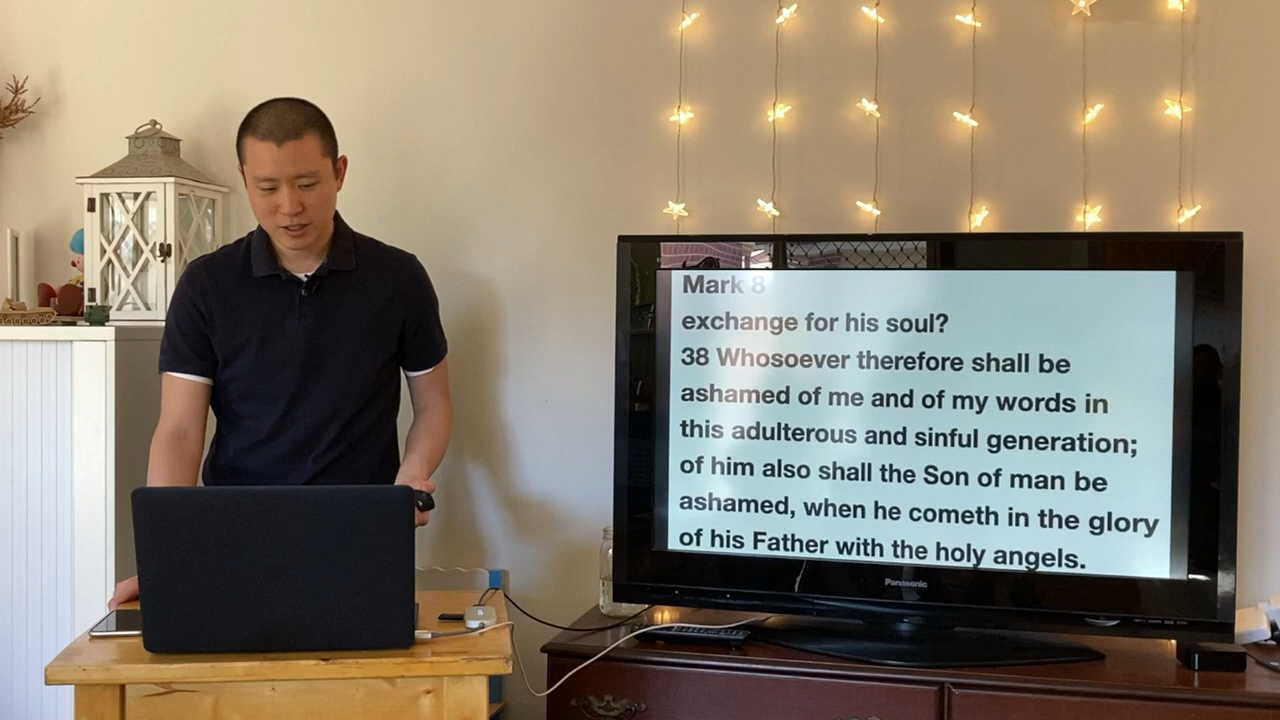 Mark 8
exchange for his soul?
38 Whosoever therefore shall be
ashamed of me and of my words in
this adulterous and sinful generation;
of him also shall the Son of man be
ashamed, when he cometh in the glory
of his Father with the holy angels.
Panasonic